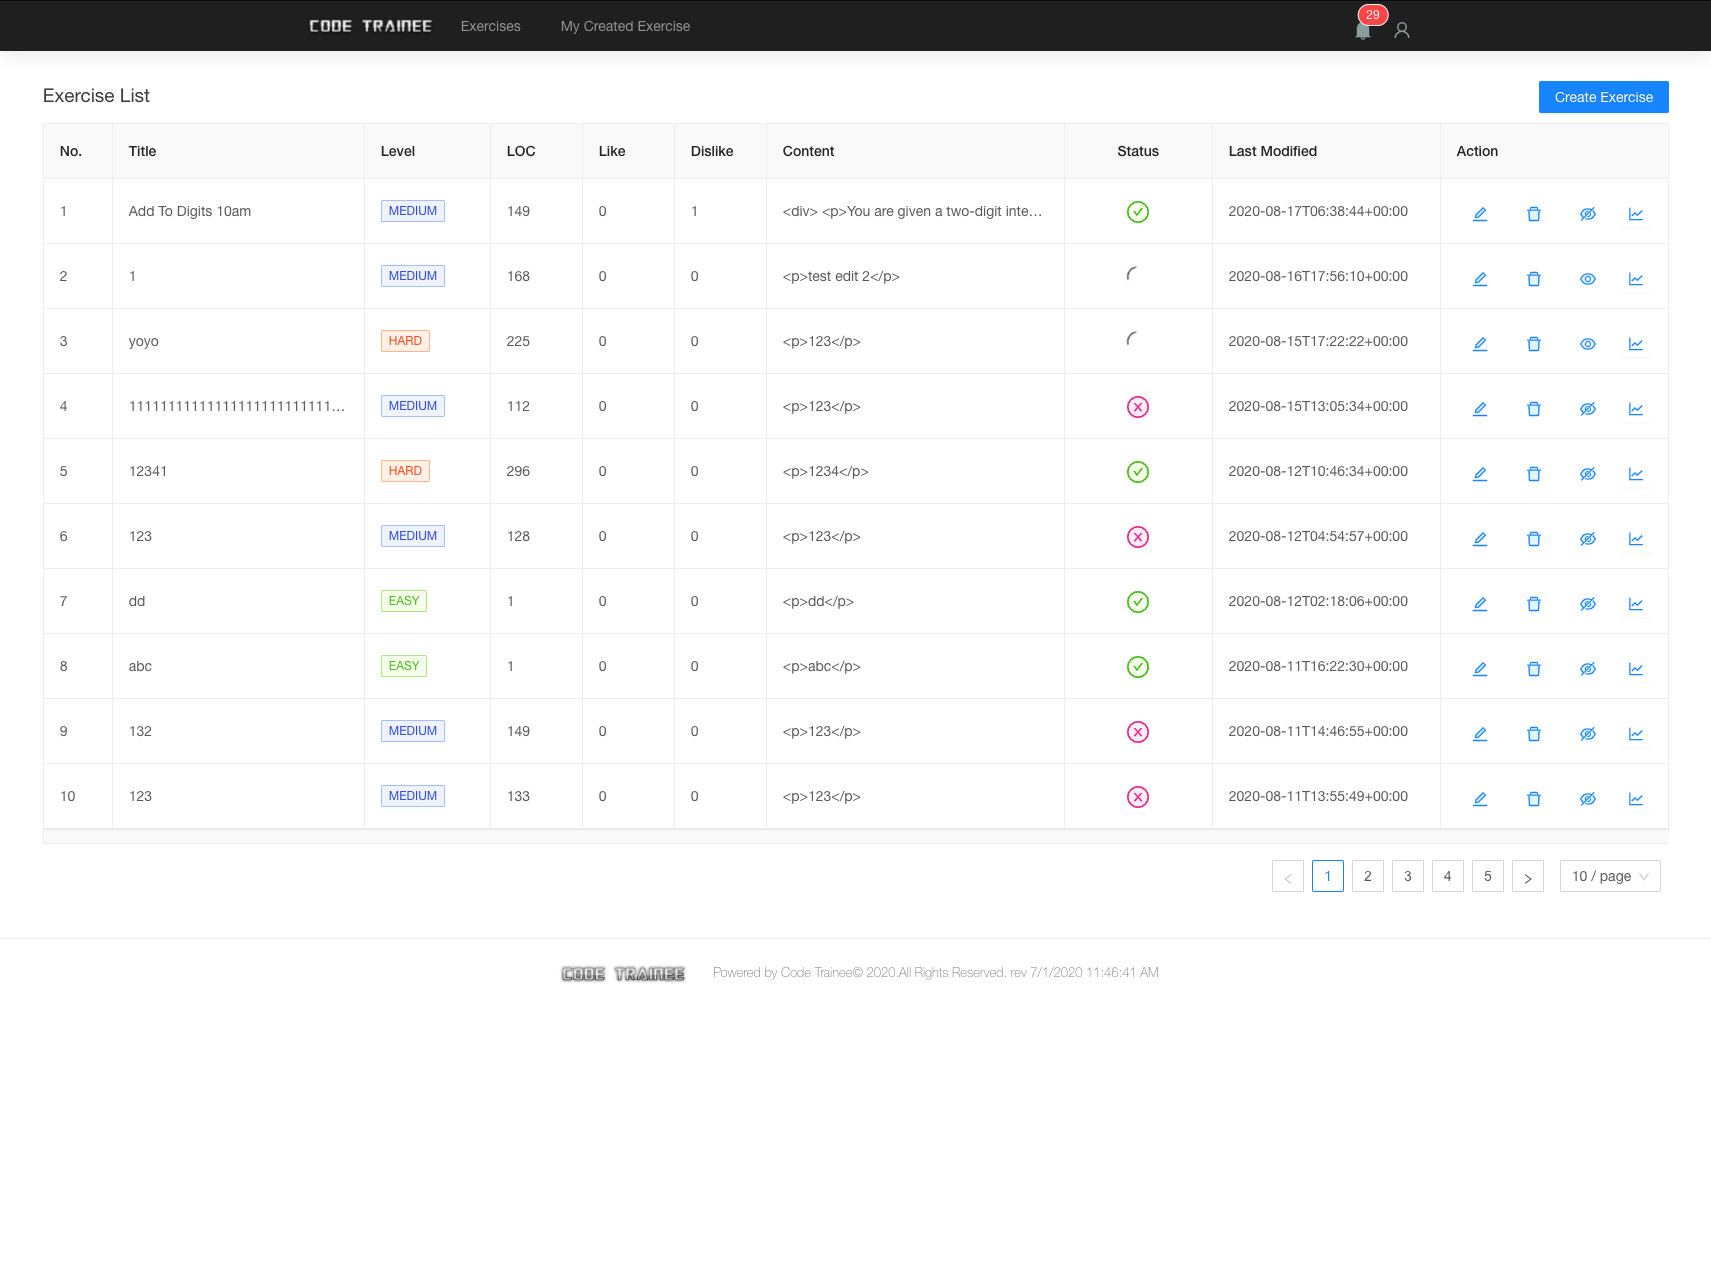 CODE TRAINEE Exercises My Created Exercise 29
Exercise List Create Exercise
No. Title Level LOC Like Dislike Content Status Last Modified Action
1 Add To Digits 10am MEDIUM 149 0 1 <div> <p>You are given a two-digit inte... 2020-08-17T06:38:44+00:00
2 1 MEDIUM 168 0 0 <p>test edit 2</p> 2020-08-16T17:56:10+00:00
3 yoyo HARD 225 0 0 <p>123</p> 2020-08-15T17:22:22+00:00
4 11111111111111111111111111... MEDIUM 112 0 0 <p>123</p> 2020-08-15T13:05:34+00:00
5 12341 HARD 296 0 0 <p>1234</p> 2020-08-12T10:46:34+00:00
6 123 MEDIUM 128 0 0 <p>123</p> 2020-08-12T04:54:57+00:00
7 dd EASY 1 0 0 <p>dd</p> 2020-08-12T02:18:06+00:00
8 abc EASY 1 0 0 <p>abc</p> 2020-08-11T16:22:30+00:00
9 132 MEDIUM 149 0 0 <p>123</p> 2020-08-11T14:46:55+00:00
10 123 MEDIUM 133 0 0 <p>123</p> 2020-08-11T13:55:49+00:00
< 1 2 3 4 5 > 10 / page
CODE TRAINEE Powered by Code Trainee© 2020.All Rights Reserved. rev 7/1/2020 11:46:41 AM